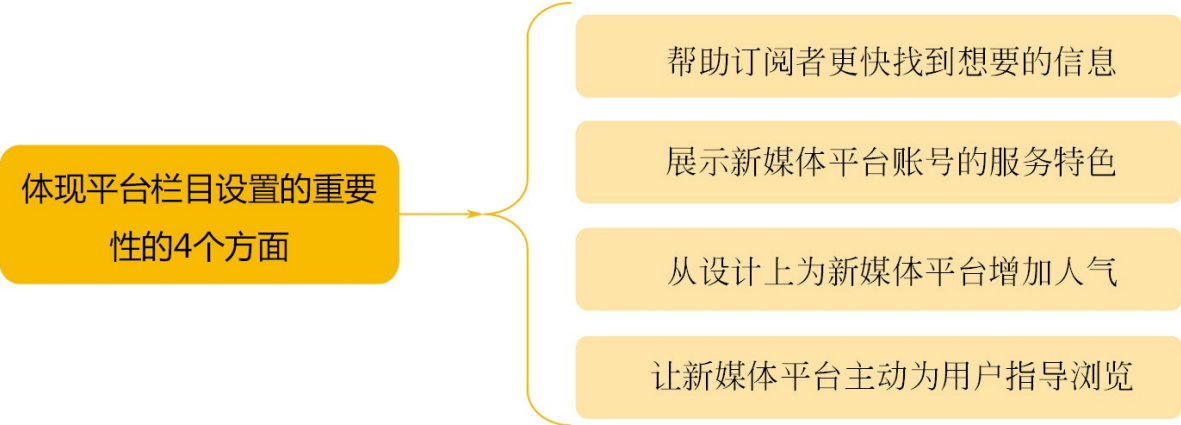 体现平台栏目设置的重要
性的4个方面
帮助订阅者更快找到想要的信息
展示新媒体平台账号的服务特色
从设计上为新媒体平台增加人气
让新媒体平台主动为用户指导浏览